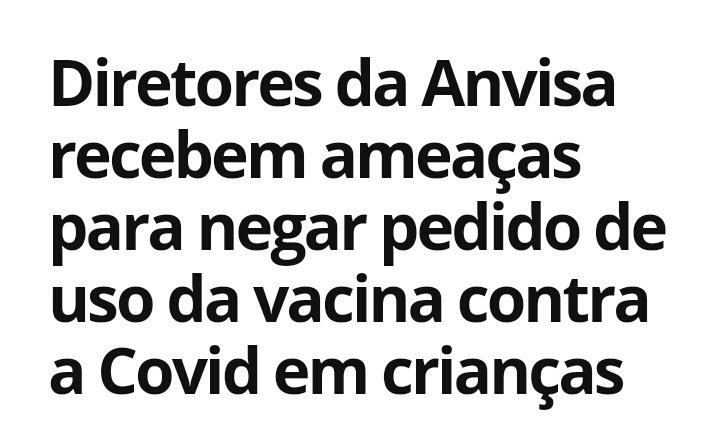 Diretores da Anvisa
recebem ameaças
para negar pedido de
uso da vacina contra
a Covid em crianças